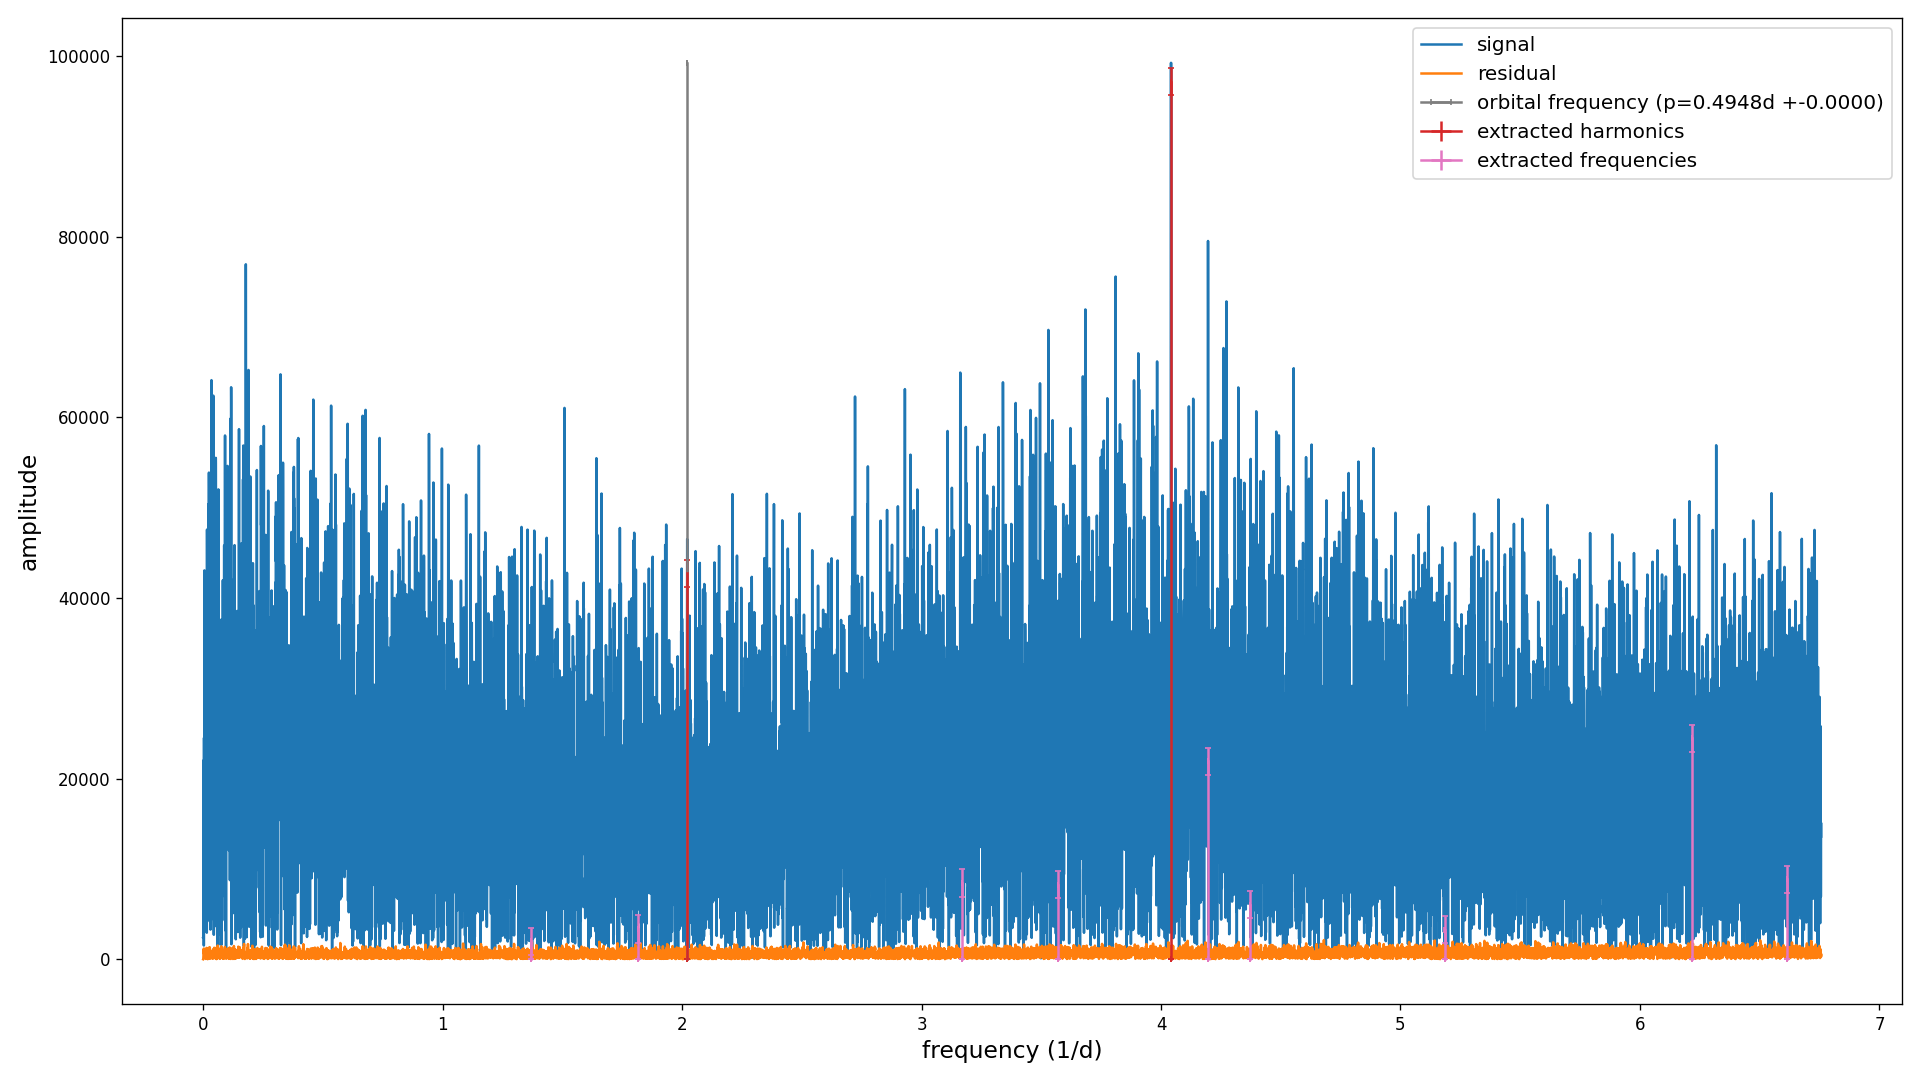 signal
residual
orbital frequency (p=0.4948d +-0.0000)
extracted harmonics
extracted frequencies
100000
80000
60000
40000
20000
0
amplitude
0 1 2 3 4 5 6 7
frequency (1/d)